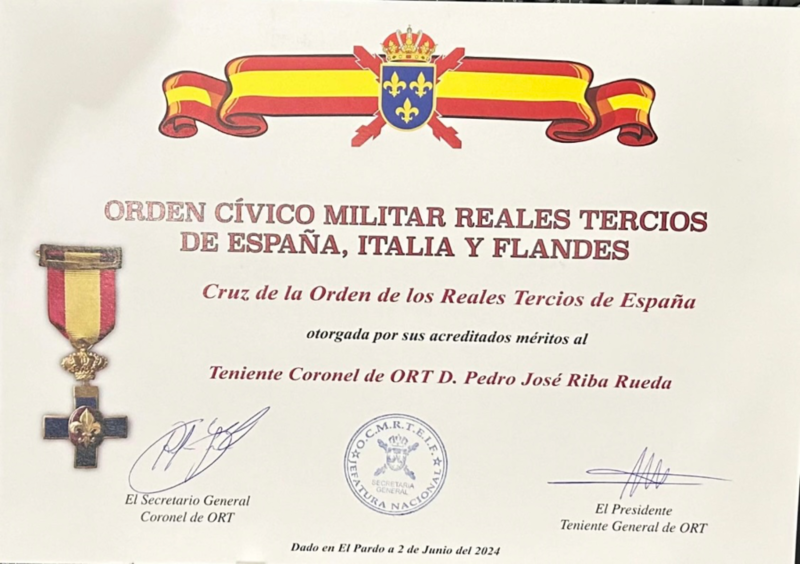 ORDEN CÍVICO MILITAR REALES TERCIOS
DE ESPAÑA, ITALIA Y FLANDES
Cruz de la Orden de los Reales Tercios de España
otorgada por sus acreditados méritos al
Teniente Coronel de ORT D. Pedro José Riba Rueda
O.C.M.R.T.E.I.F.
SECRETARIA
GENERAL
JEFATURA NACIONAL
El Secretario General
Coronel de ORT
El Presidente
Teniente General de ORT
Dado en El Pardo a 2 de Junio del 2024